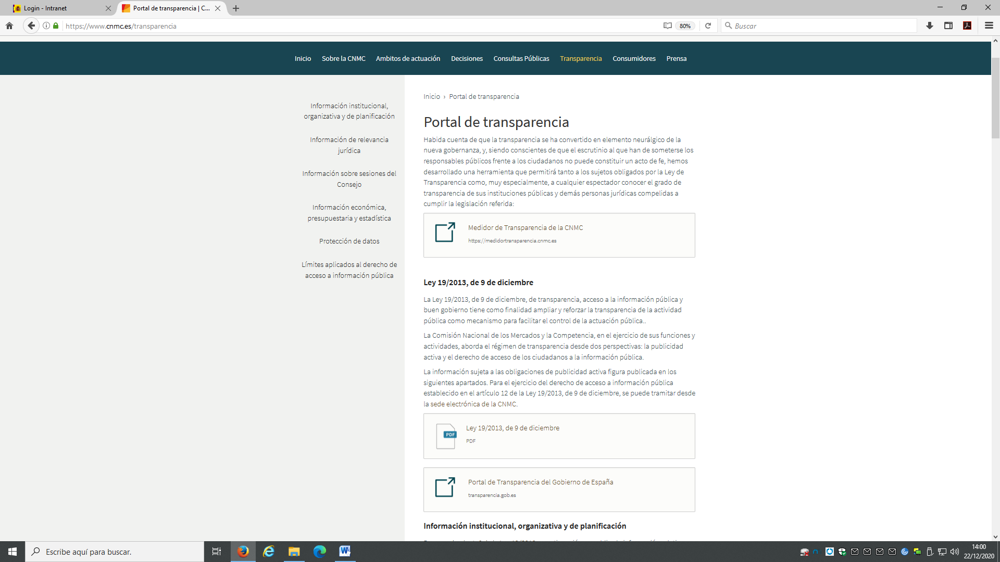 Login - Intranet
Portal de transparencia | C...
https://www.cnmc.es/transparencia
80%
Buscar
Inicio
Sobre la CNMC
Ambitos de actuación
Decisiones
Consultas Públicas
Transparencia
Consumidores
Prensa
Información institucional,
organizativa y de planificación
Información de relevancia
jurídica
Información sobre sesiones del
Consejo
Información económica,
presupuestaria y estadística
Protección de datos
Límites aplicados al derecho de
acceso a información pública
Inicio › Portal de transparencia
Portal de transparencia
Habida cuenta de que la transparencia se ha convertido en elemento neurálgico de la
nueva gobernanza, y, siendo conscientes de que el escrutinio al que han de someterse los
responsables públicos frente a los ciudadanos no puede constituir un acto de fe, hemos
desarrollado una herramienta que permitirá tanto a los sujetos obligados por la Ley de
Transparencia como, muy especialmente, a cualquier espectador conocer el grado de
transparencia de sus instituciones públicas y demás personas jurídicas compelidas a
cumplir la legislación referida:
Medidor de Transparencia de la CNMC
https://medidortransparencia.cnmc.es
Ley 19/2013, de 9 de diciembre
La Ley 19/2013, de 9 de diciembre, de transparencia, acceso a la información pública y
buen gobierno tiene como finalidad ampliar y reforzar la transparencia de la actividad
pública como mecanismo para facilitar el control de la actuación pública..
La Comisión Nacional de los Mercados y la Competencia, en el ejercicio de sus funciones y
actividades, aborda el régimen de transparencia desde dos perspectivas: la publicidad
activa y el derecho de acceso de los ciudadanos a la información pública.
La información sujeta a las obligaciones de publicidad activa figura publicada en los
siguientes apartados. Para el ejercicio del derecho de acceso a información pública
establecido en el artículo 12 de la Ley 19/2013, de 9 de diciembre, se puede tramitar desde
la sede electrónica de la CNMC.
PDF
Ley 19/2013, de 9 de diciembre
PDF
Portal de Transparencia del Gobierno de España
transparencia.gob.es
Información institucional, organizativa y de planificación
Escribe aquí para buscar.
14:00
22/12/2020